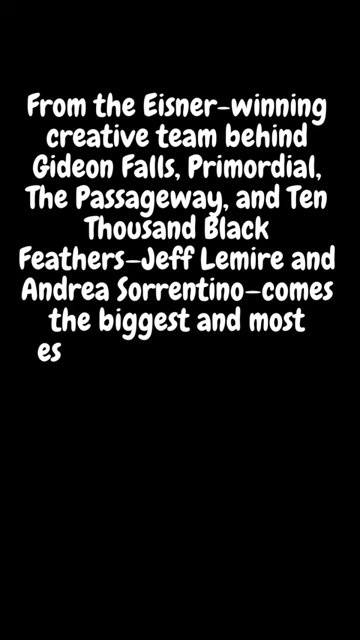 From the Eisner-winning
creative team behind
Gideon Falls, Primordial,
The Passageway, and Ten
Thousand Black
Feathers—Jeff Lemire and
Andrea Sorrentino—comes
the biggest and most
es